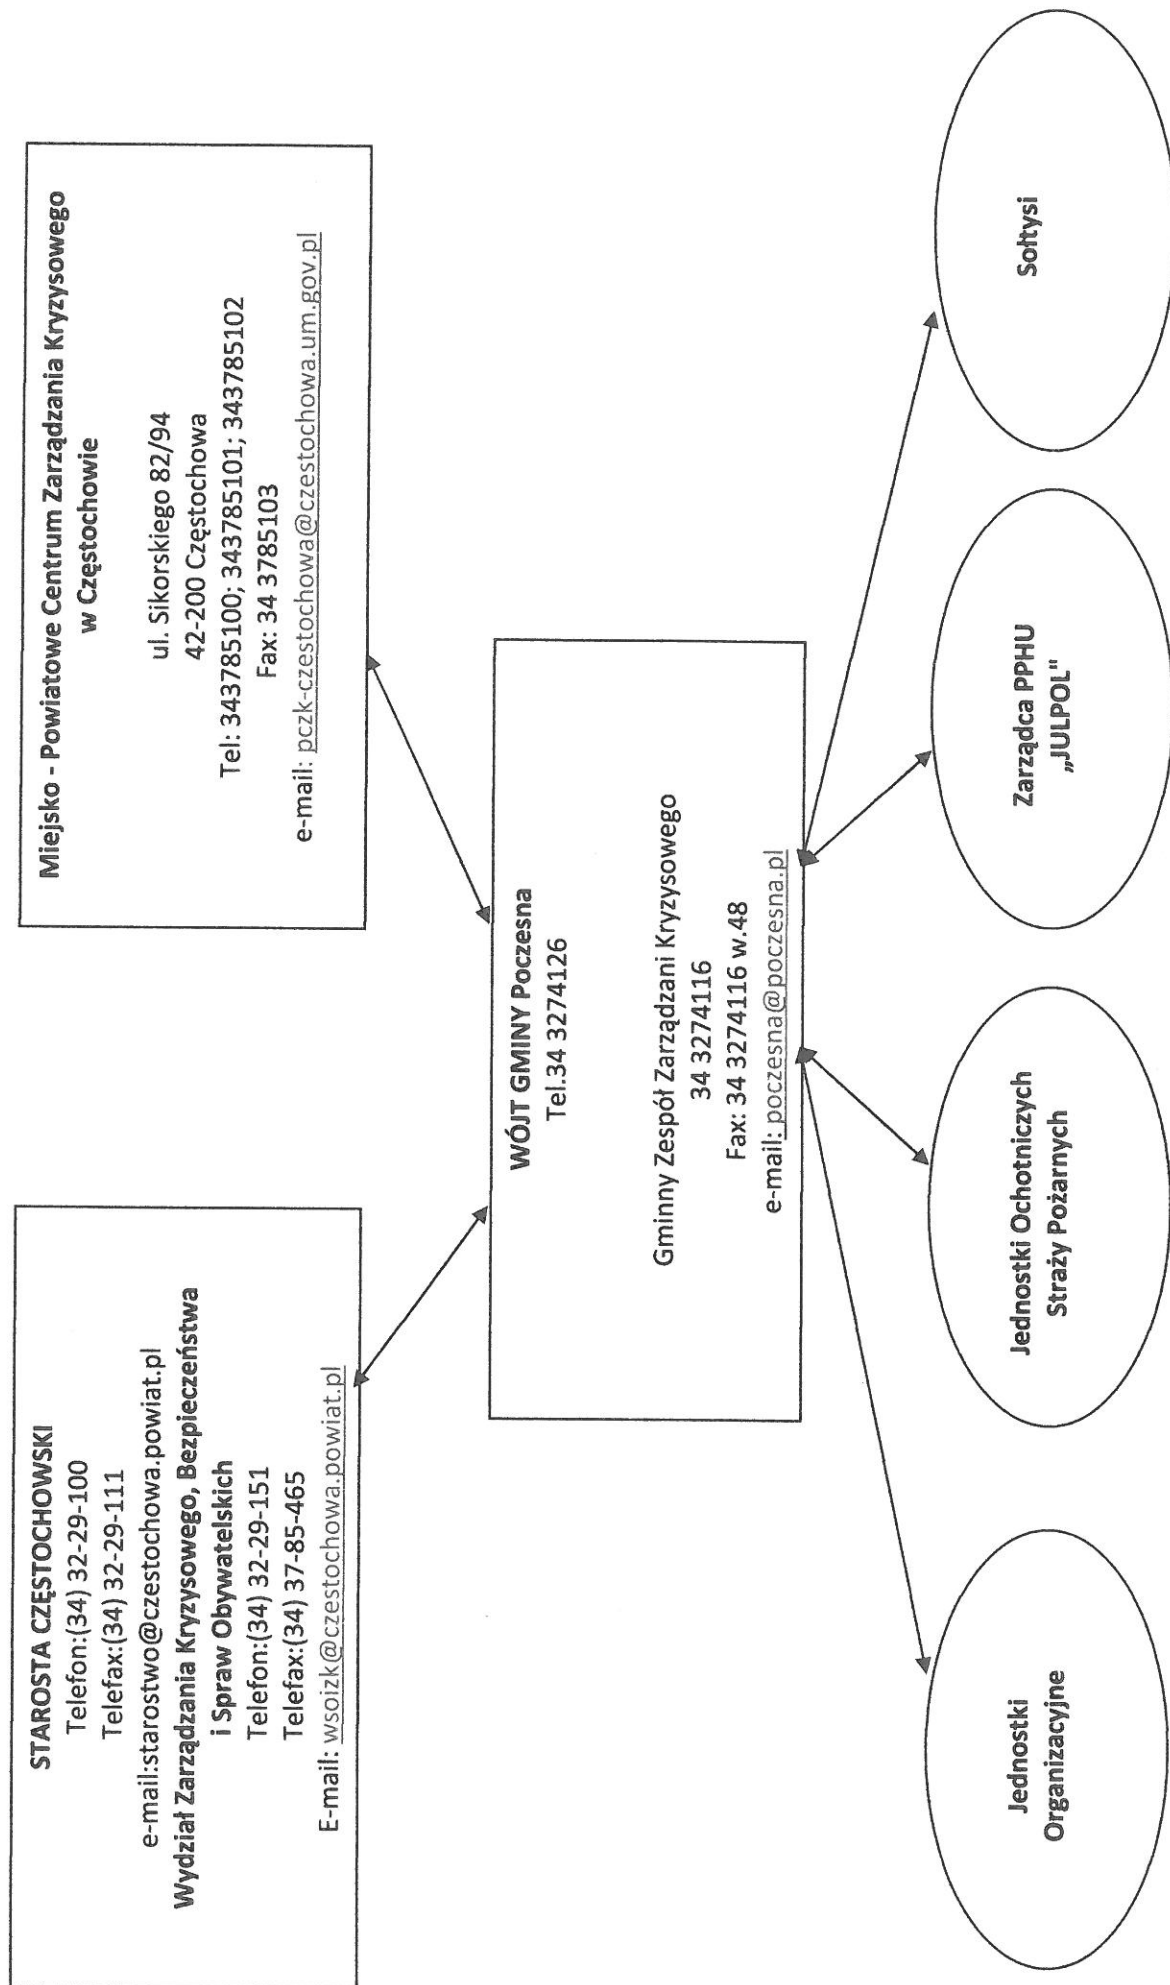 STAROSTA CZĘSTOCHOWSKI
Telefon:(34) 32-29-100
Telefax:(34) 32-29-111
e-mail:starostwo@czestochowa.powiat.pl
Wydział Zarządzania Kryzysowego, Bezpieczeństwa
i Spraw Obywatelskich
Telefon:(34) 32-29-151
Telefax:(34) 37-85-465
E-mail: wsoizk@czestochowa.powiat.pl
Miejsko - Powiatowe Centrum Zarządzania Kryzysowego
w Częstochowie
ul. Sikorskiego 82/94
42-200 Częstochowa
Tel: 343785100; 343785101; 343785102
Fax: 34 3785103
e-mail: pczk-czestochowa@czestochowa.um.gov.pl
WÓJT GMINY Poczesna
Tel.34 3274126
Gminny Zespół Zarządzani Kryzysowego
34 3274116
Fax: 34 3274116 w.48
e-mail: poczesna@poczesna.pl
Jednostki
Organizacyjne
Jednostki Ochotniczych
Straży Pożarnych
Zarządca PPHU
„JULPOL"
Sołtysi